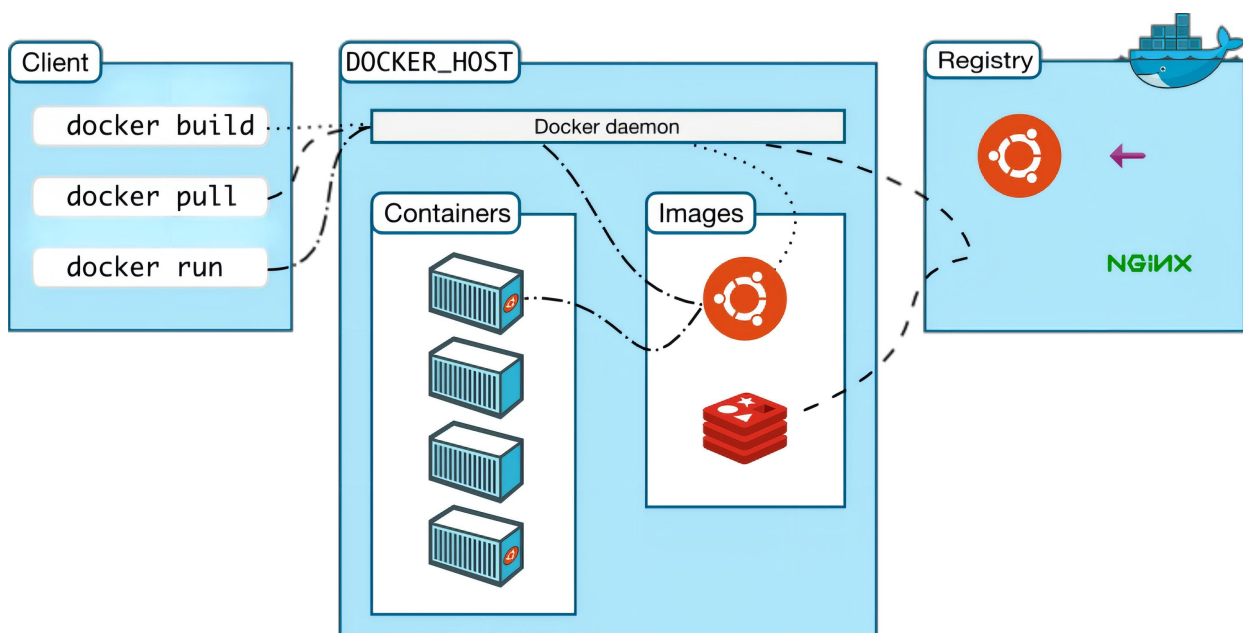 Client
docker build
docker pull
docker run
DOCKER_HOST
Docker daemon
Containers
Images
Registry
NGiNX